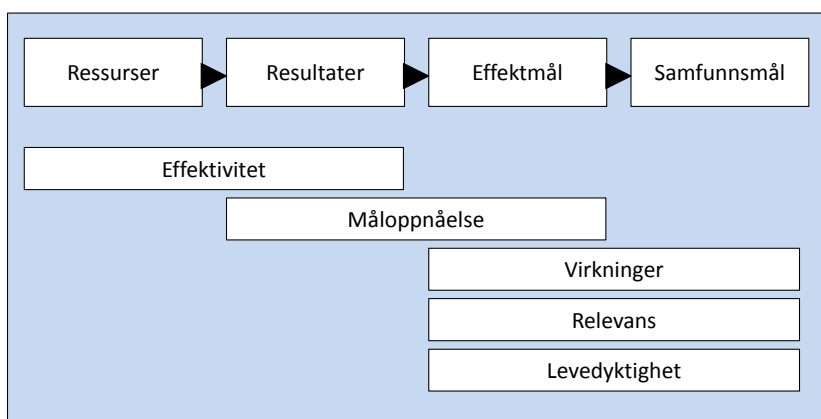 Ressurser
Resultater
Effektmål
Samfunnsmål
Effektivitet
Måloppnåelse
Virkninger
Relevans
Levedyktighet